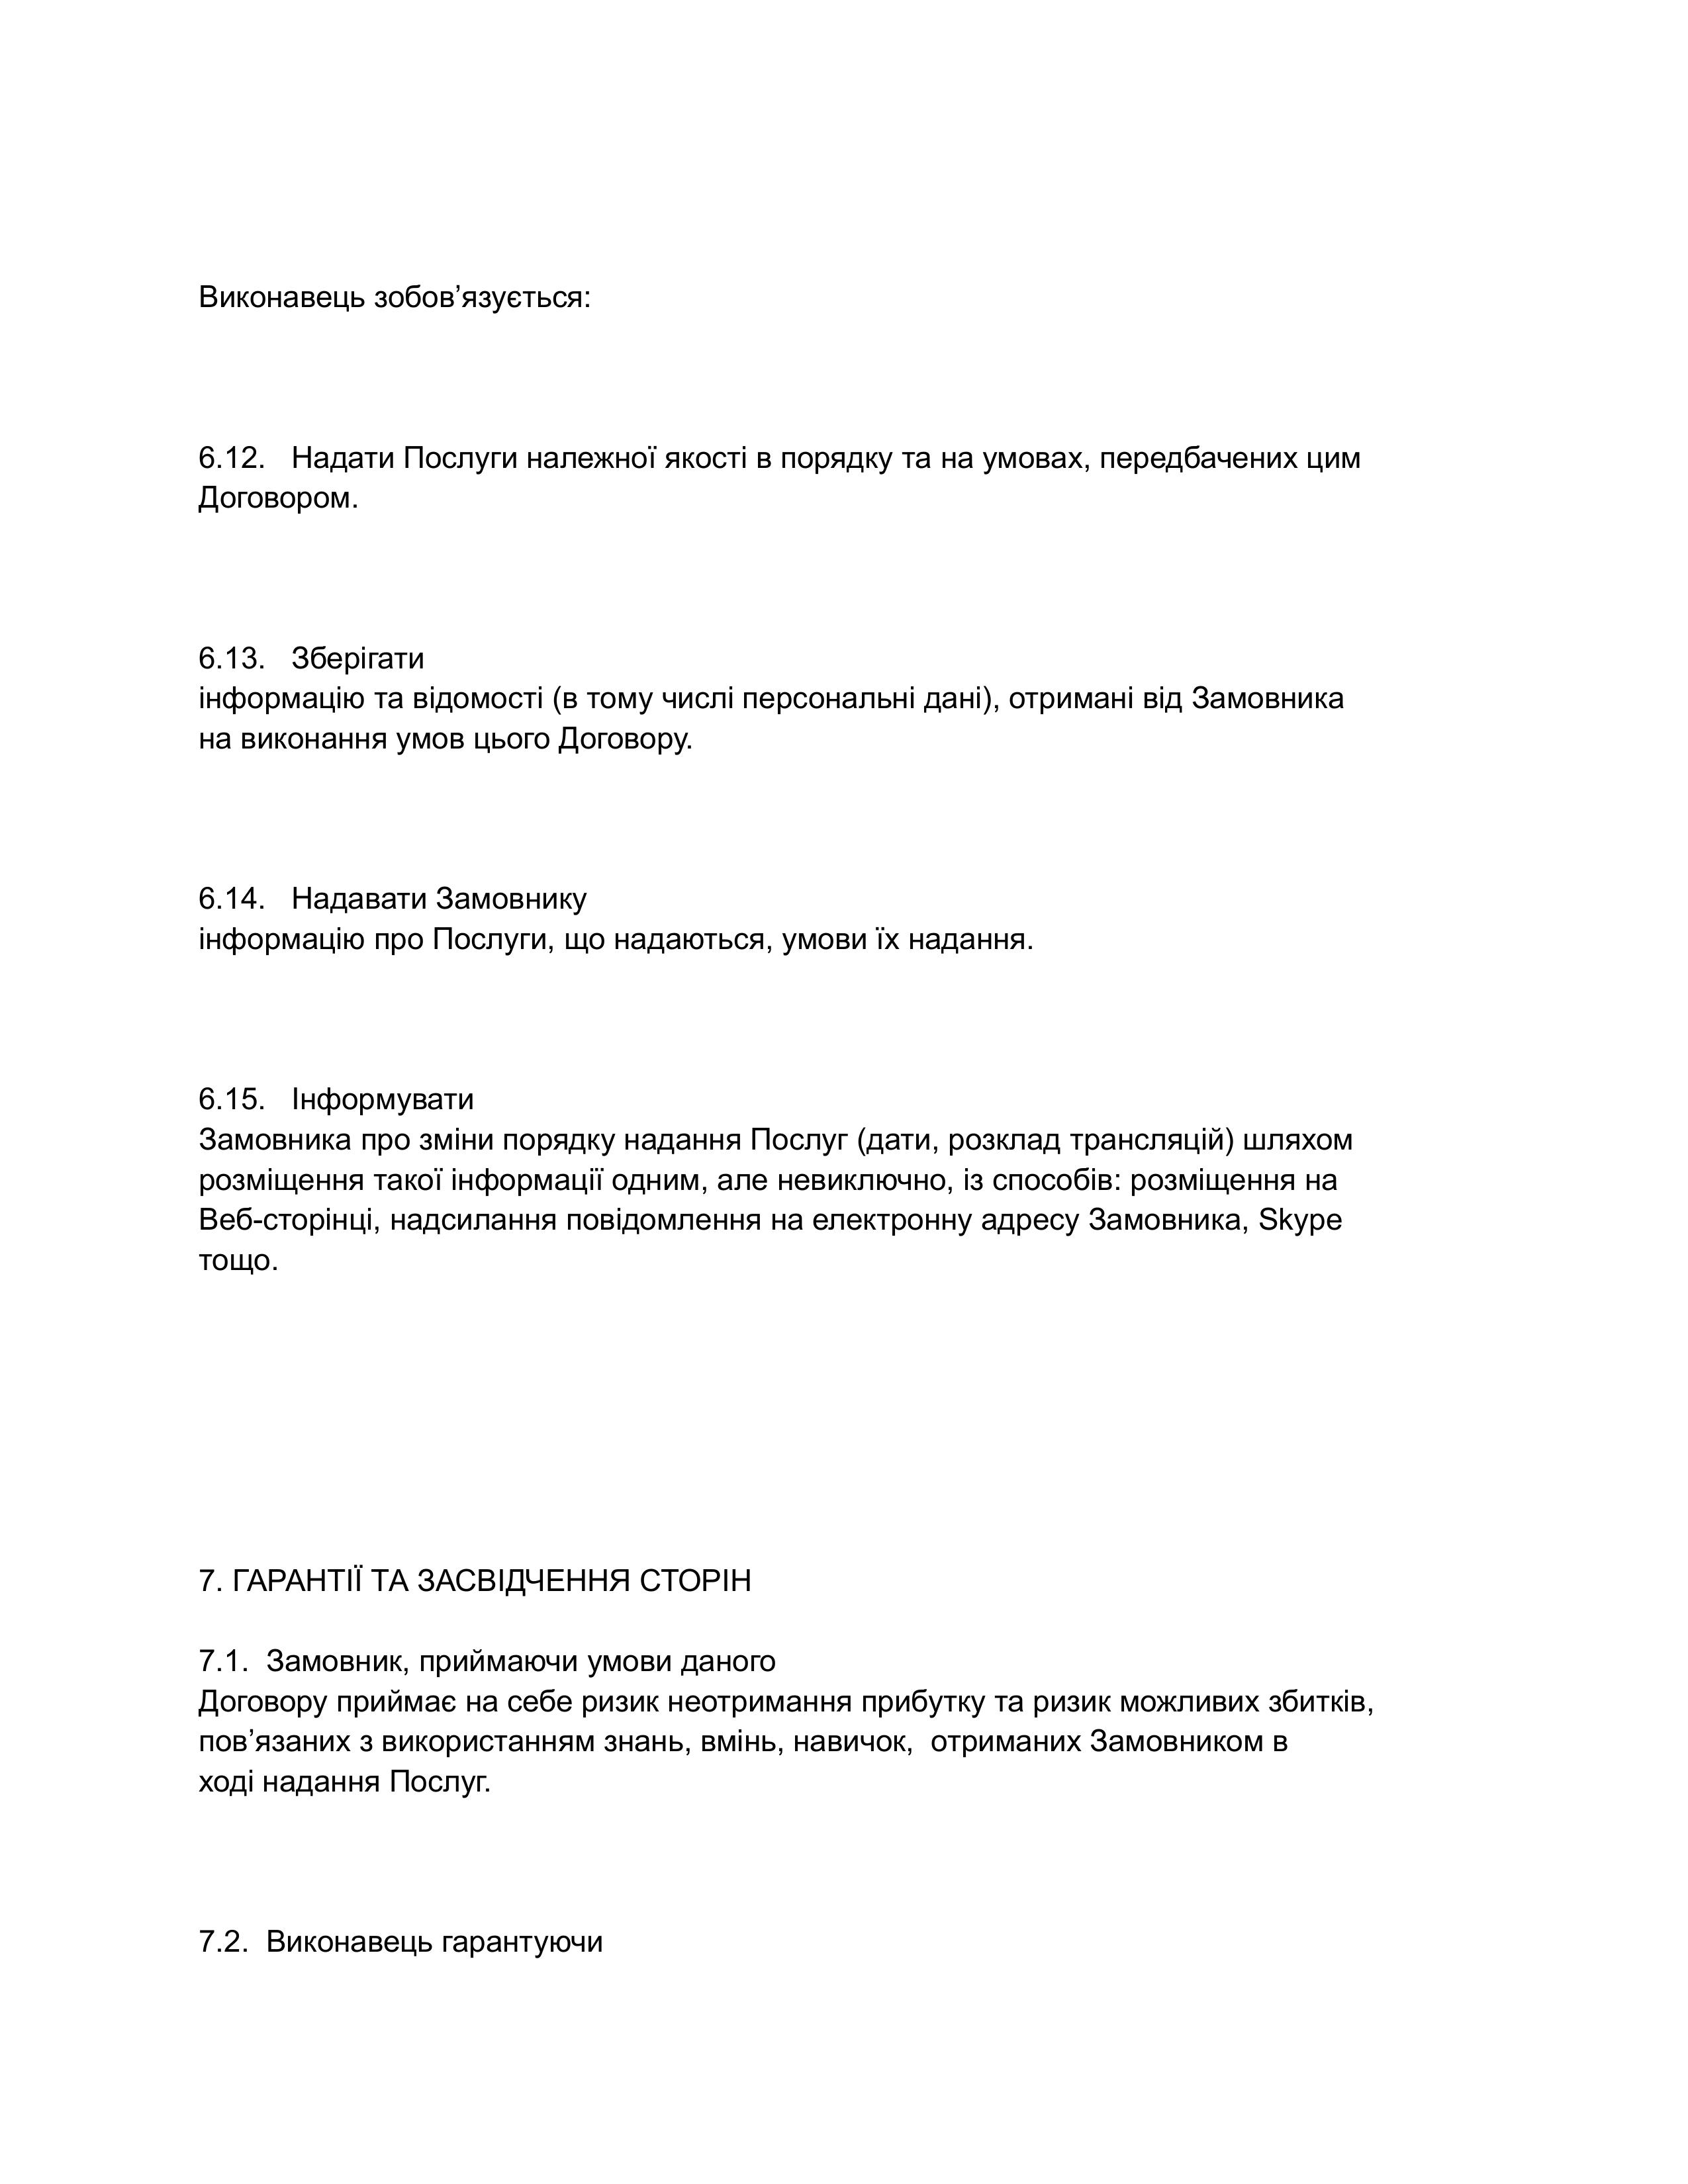 Виконавець зобов’язується:
6.12. Надати Послуги належної якості в порядку та на умовах, передбачених цим
Договором.
6.13. Зберігати
інформацію та відомості (в тому числі персональні дані), отримані від Замовника
на виконання умов цього Договору.
6.14. Надавати Замовнику
інформацію про Послуги, що надаються, умови їх надання.
6.15. Інформувати
Замовника про зміни порядку надання Послуг (дати, розклад трансляцій) шляхом
розміщення такої інформації одним, але невиключно, із способів: розміщення на
Веб-сторінці, надсилання повідомлення на електронну адресу Замовника, Skype
тощо.
7. ГАРАНТІЇ ТА ЗАСВІДЧЕННЯ СТОРІН
7.1. Замовник, приймаючи умови даного
Договору приймає на себе ризик неотримання прибутку та ризик можливих збитків,
пов’язаних з використанням знань, вмінь, навичок, отриманих Замовником в
ході надання Послуг.
7.2. Виконавець гарантуючи